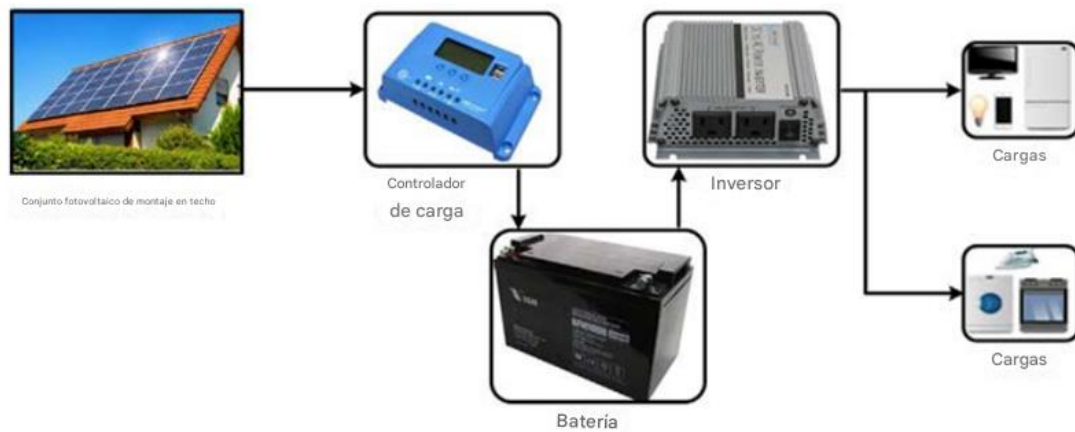 Conjunto fotovoltaico de montaje en techo
Controlador
de carga
Inversor
Cargas
Batería
Cargas